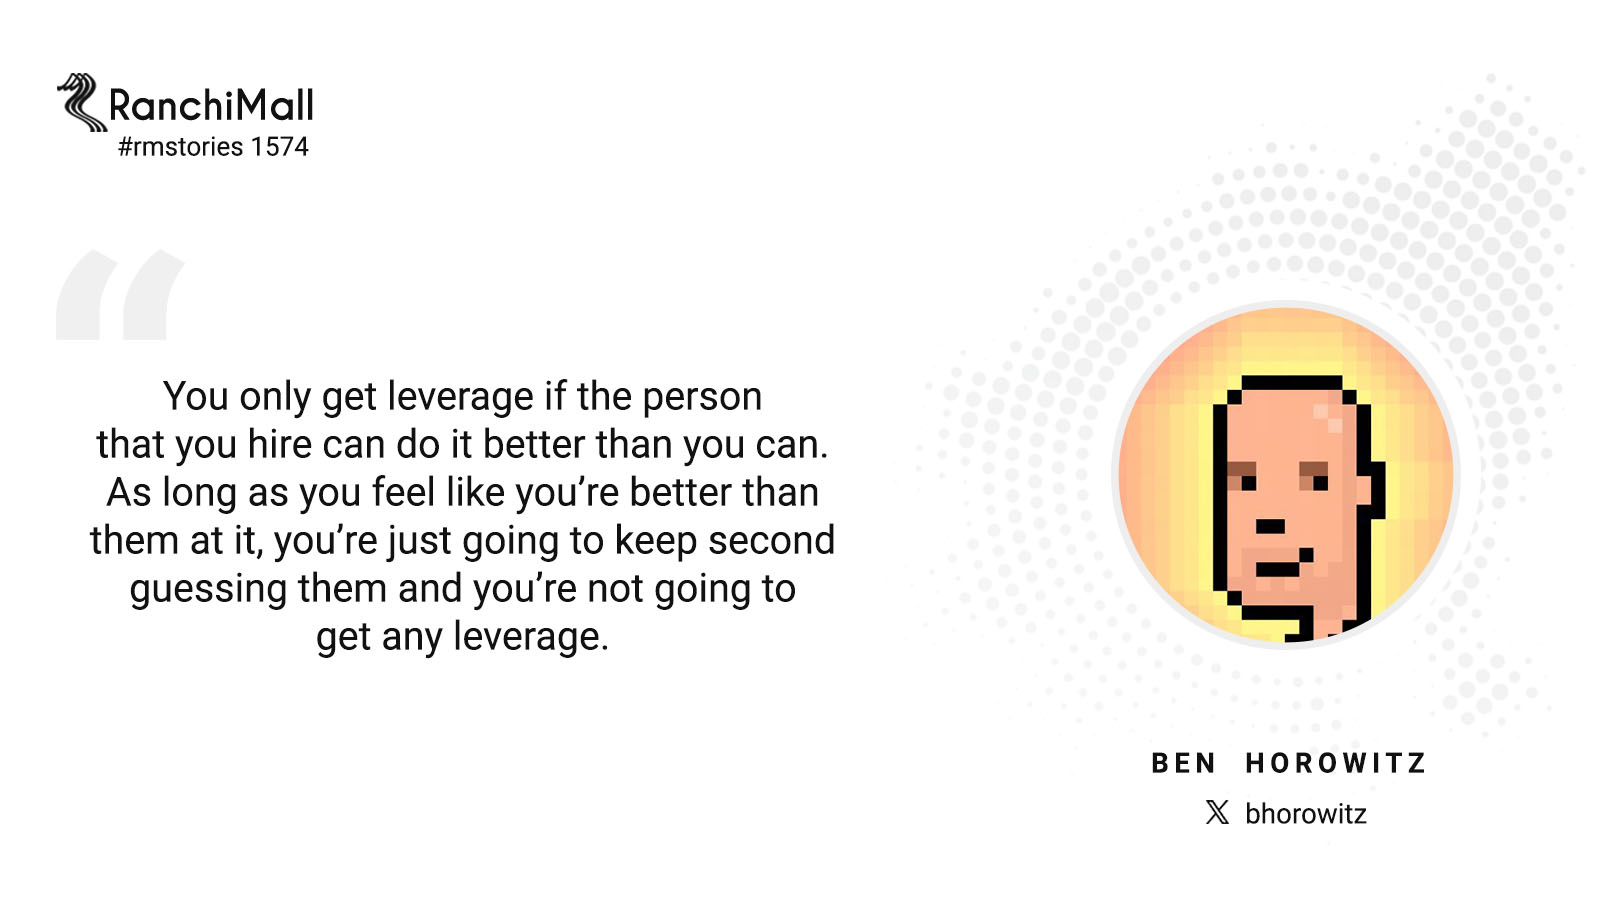 RanchiMall
#rmstories 1574
“
You only get leverage if the person
that you hire can do it better than you can.
As long as you feel like you’re better than
them at it, you’re just going to keep second
guessing them and you’re not going to
get any leverage.
BEN HOROWITZ
𝕏 bhorowitz